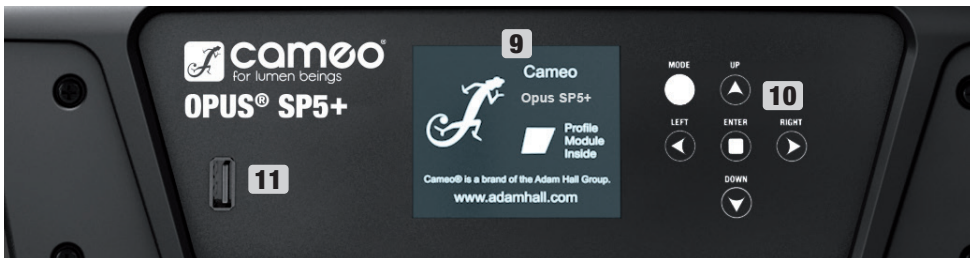 cameo®
for lumen beings
OPUS® SP5+
11
9
Cameo
Opus SP5+
Profile
Module
Inside
Cameo® is a brand of the Adam Hall Group.
www.adamhall.com
MODE
UP
10
LEFT
ENTER
RIGHT
DOWN